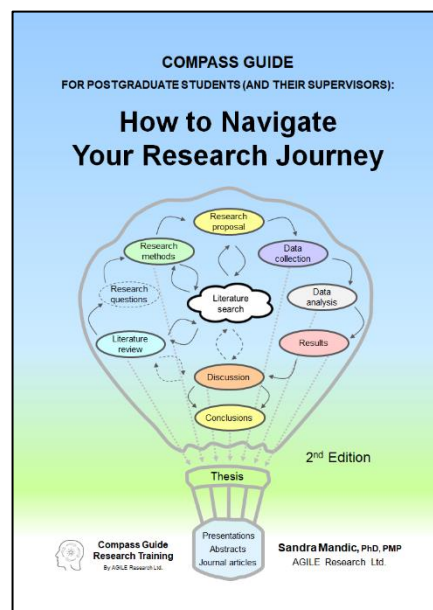 COMPASS GUIDE
FOR POSTGRADUATE STUDENTS (AND THEIR SUPERVISORS):
How to Navigate
Your Research Journey
Research
proposal
Research
methods
Data
collection
Research
questions
Literature
search
Data
analysis
Literature
review
Results
Discussion
Conclusions
2nd Edition
Thesis
Presentations
Abstracts
Journal articles
Compass Guide
Research Training
By AGILE Research Ltd.
Sandra Mandic, PhD, PMP
AGILE Research Ltd.